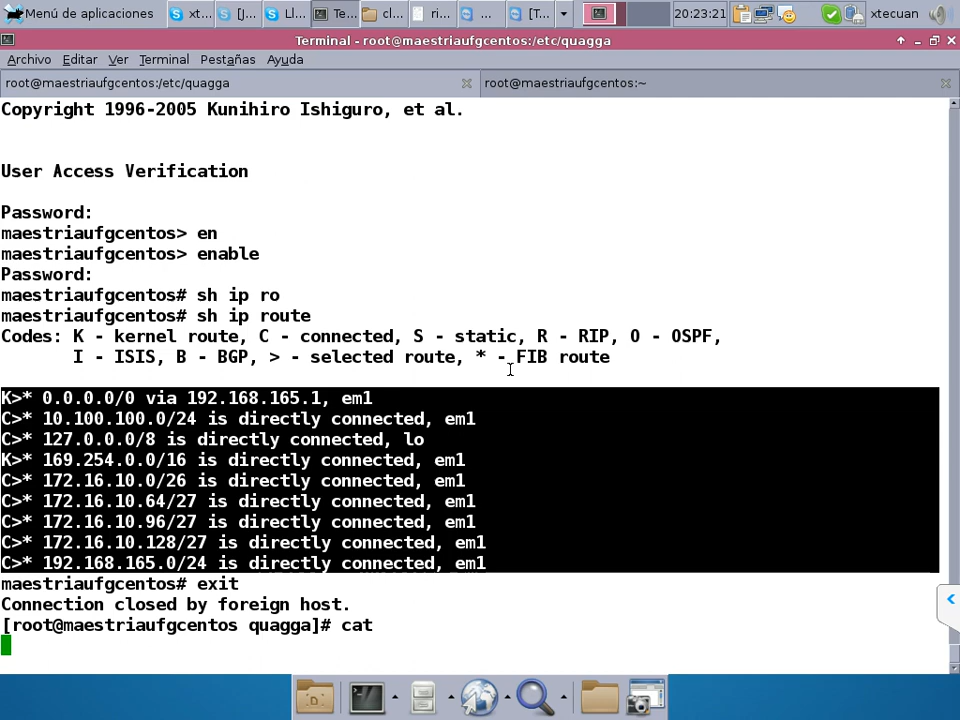 Menú de aplicaciones xt... [J... Ll... Te... cl... ri... ... [T... 20:23:21 xtecuan
Terminal - root@maestriaufgcentos:/etc/quagga
Archivo Editar Ver Terminal Pestañas Ayuda
root@maestriaufgcentos:/etc/quagga root@maestriaufgcentos:~
Copyright 1996-2005 Kunihiro Ishiguro, et al.
User Access Verification
Password:
maestriaufgcentos> en
maestriaufgcentos> enable
Password:
maestriaufgcentos# sh ip ro
maestriaufgcentos# sh ip route
Codes: K - kernel route, C - connected, S - static, R - RIP, O - OSPF,
I - ISIS, B - BGP, > - selected route, * - FIB route
K>* 0.0.0.0/0 via 192.168.165.1, em1
C>* 10.100.100.0/24 is directly connected, em1
C>* 127.0.0.0/8 is directly connected, lo
K>* 169.254.0.0/16 is directly connected, em1
C>* 172.16.10.0/26 is directly connected, em1
C>* 172.16.10.64/27 is directly connected, em1
C>* 172.16.10.96/27 is directly connected, em1
C>* 172.16.10.128/27 is directly connected, em1
C>* 192.168.165.0/24 is directly connected, em1
maestriaufgcentos# exit
Connection closed by foreign host.
[root@maestriaufgcentos quagga]# cat